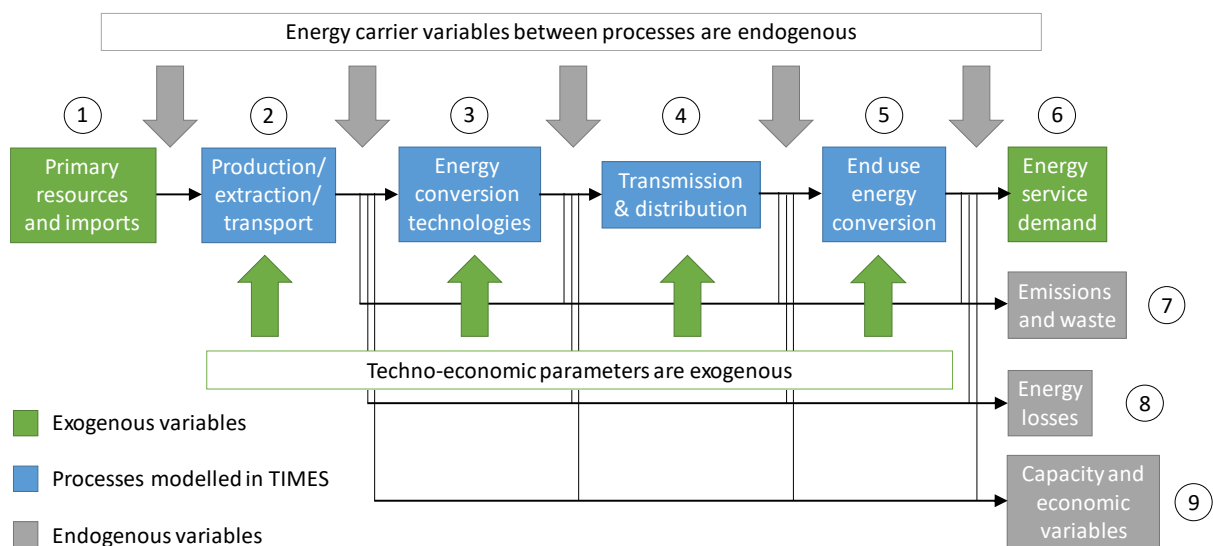 Energy carrier variables between processes are endogenous
1
2
3
4
5
6
Primary
resources
and imports
Production/
extraction/
transport
Energy
conversion
technologies
Transmission
& distribution
End use
energy
conversion
Energy
service
demand
Emissions
and waste
7
Techno-economic parameters are exogenous
Energy
losses
8
Exogenous variables
Processes modelled in TIMES
Capacity and
economic
variables
9
Endogenous variables